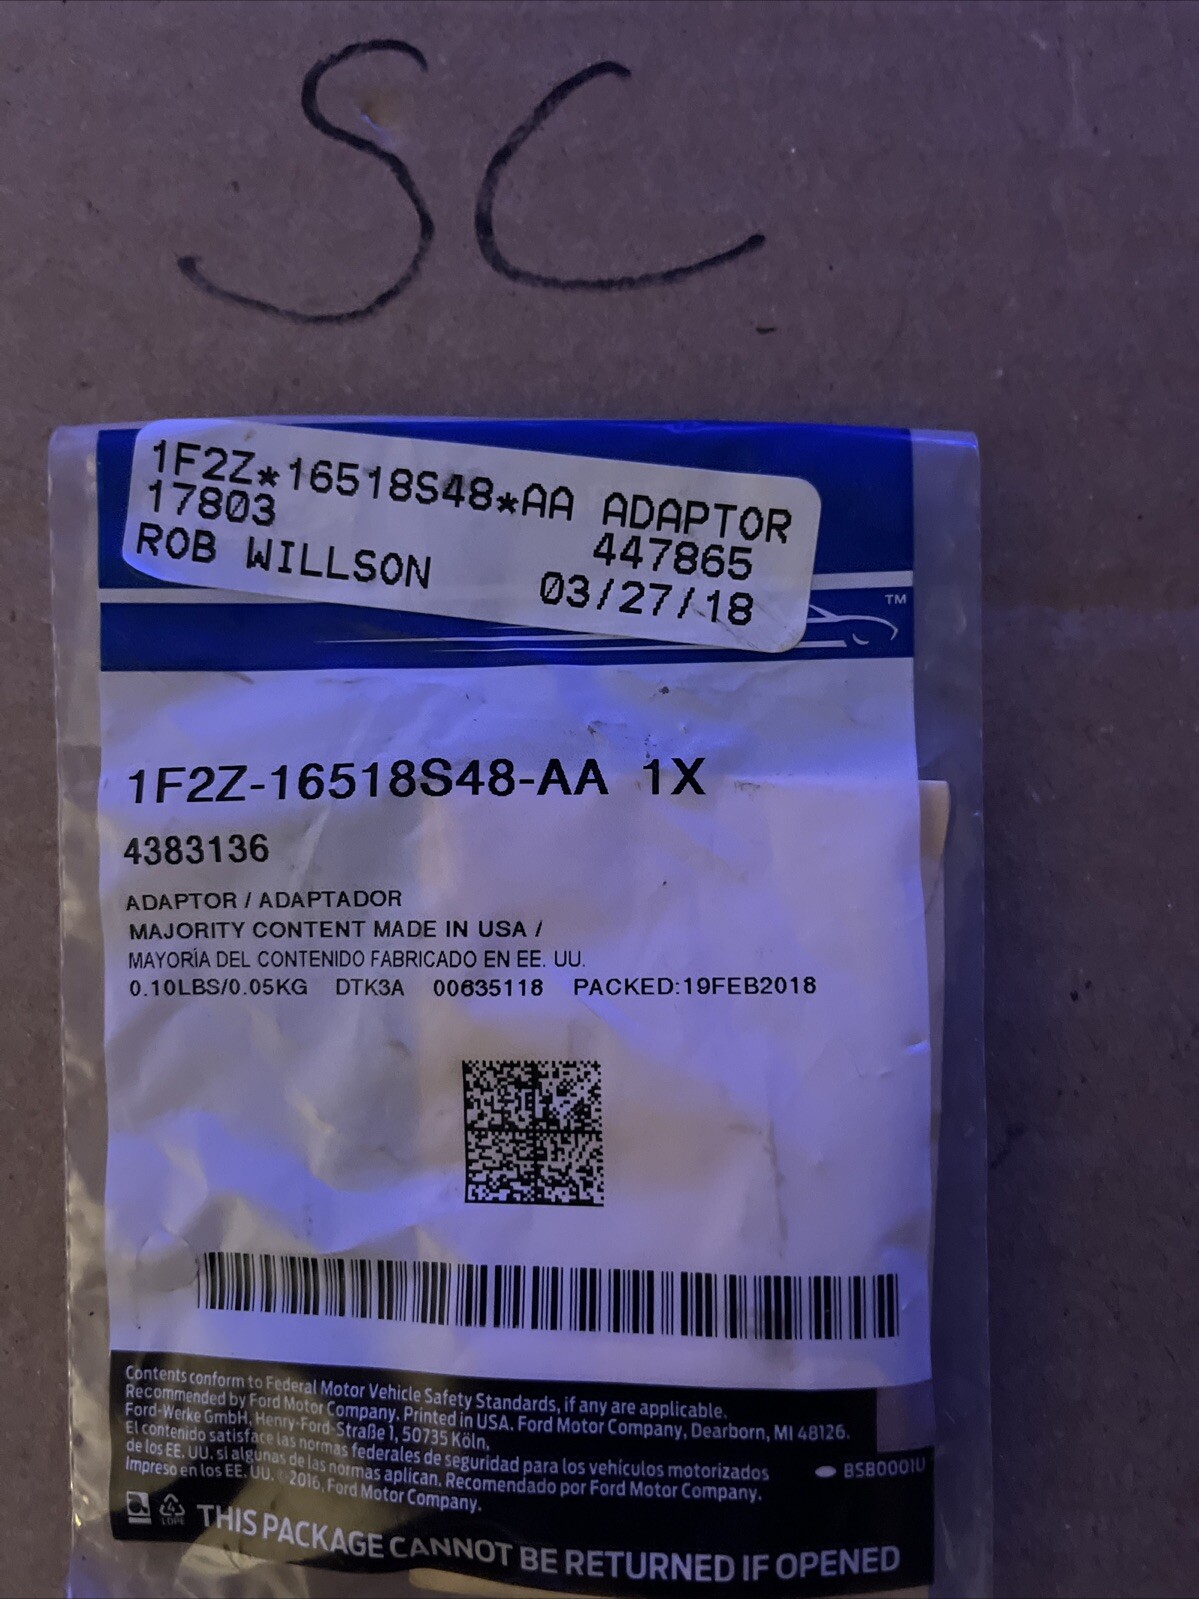 SC
1F2Z*16518S48*AA ADAPTOR
17803 447865
ROB WILLSON 03/27/18
TM
1F2Z-16518S48-AA 1X
4383136
ADAPTOR / ADAPTADOR
MAJORITY CONTENT MADE IN USA /
MAYORÍA DEL CONTENIDO FABRICADO EN EE. UU.
0.10LBS/0.05KG DTK3A 00635118 PACKED:19FEB2018
Contents conform to Federal Motor Vehicle Safety Standards, if any are applicable.
Recommended by Ford Motor Company. Printed in USA. Ford Motor Company, Dearborn, MI 48126.
Ford-Werke GmbH, Henry-Ford-Straße 1, 50735 Köln.
El contenido satisface las normas federales de seguridad para los vehículos motorizados
de los EE. UU. si algunas de las normas aplican. Recomendado por Ford Motor Company.
Impreso en los EE. UU. ©2016, Ford Motor Company.
BSB0001U
4
LDPE
THIS PACKAGE CANNOT BE RETURNED IF OPENED